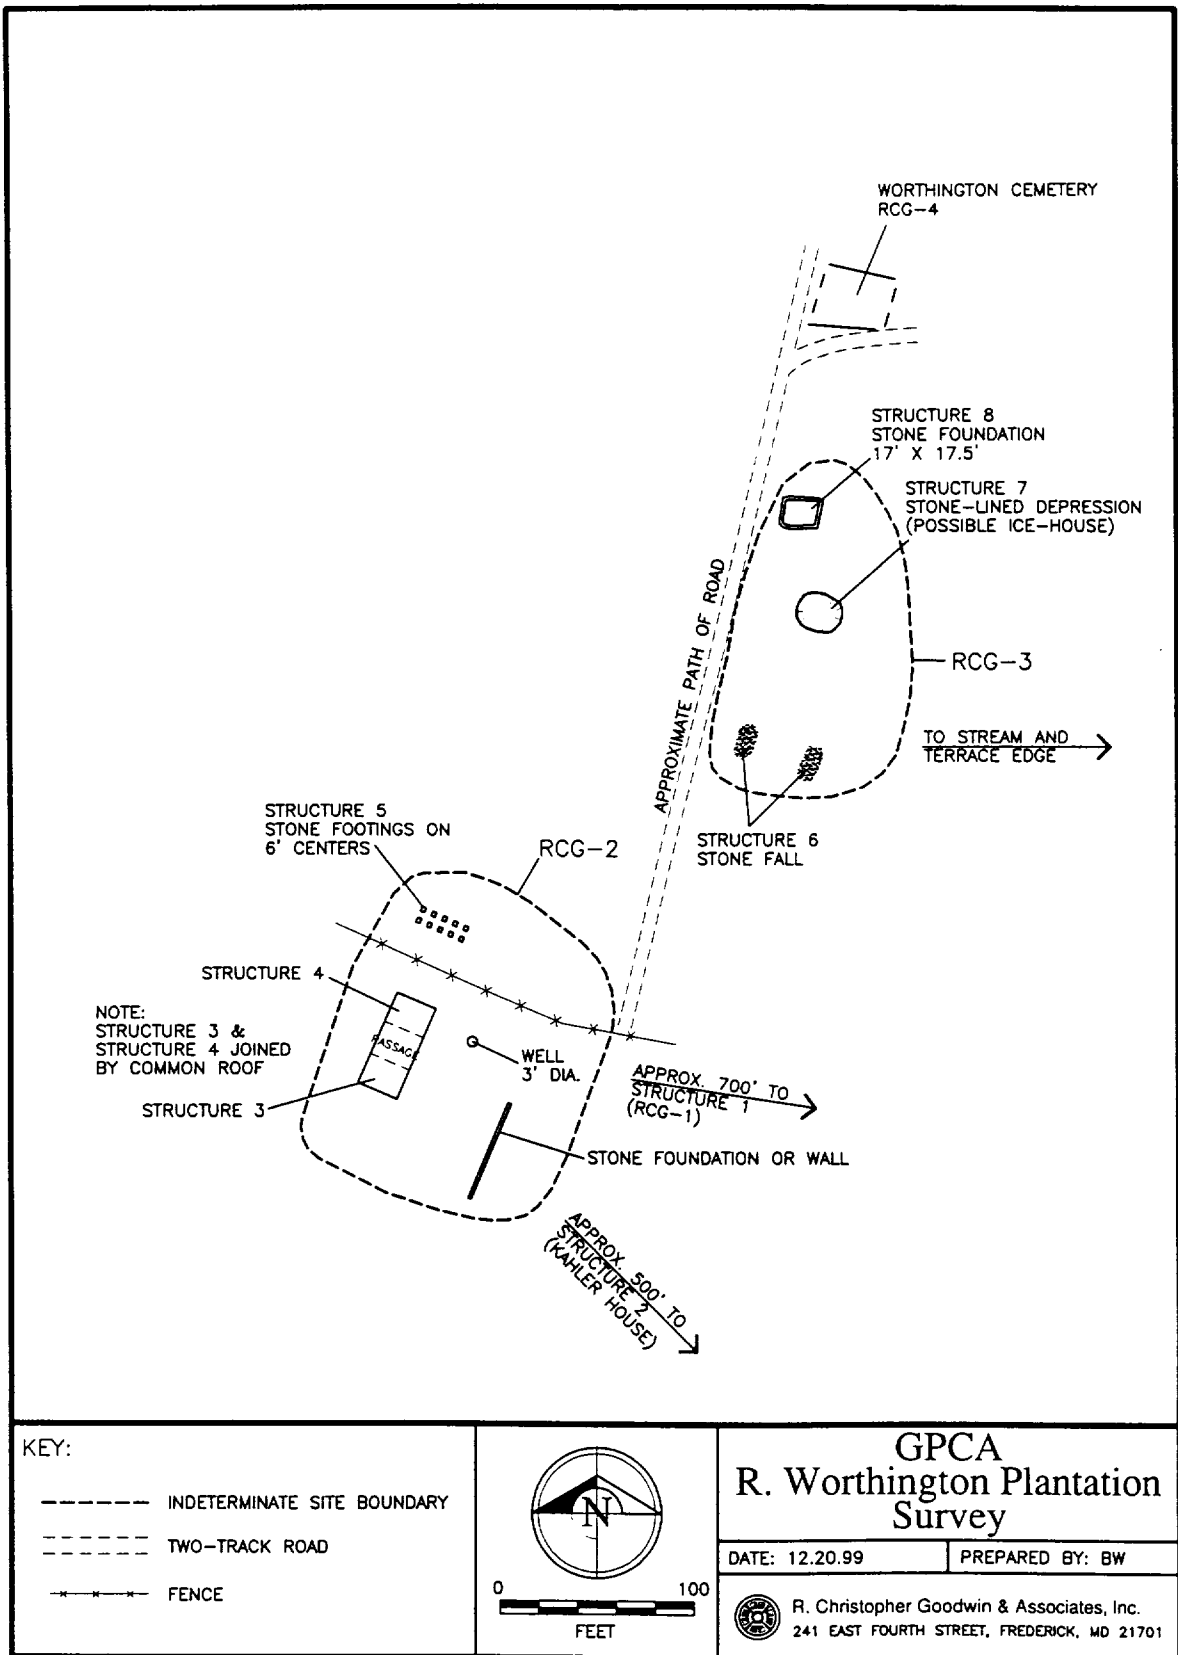 WORTHINGTON CEMETERY
RCG-4
STRUCTURE 8
STONE FOUNDATION
17' X 17.5'
STRUCTURE 7
STONE-LINED DEPRESSION
(POSSIBLE ICE-HOUSE)
APPROXIMATE PATH OF ROAD
RCG-3
TO STREAM AND
TERRACE EDGE
STRUCTURE 6
STONE FALL
STRUCTURE 5
STONE FOOTINGS ON
6' CENTERS
RCG-2
STRUCTURE 4
NOTE:
STRUCTURE 3 &
STRUCTURE 4 JOINED
BY COMMON ROOF
PASSAGE
WELL
3' DIA.
STRUCTURE 3
APPROX. 700' TO
STRUCTURE 1
(RCG-1)
STONE FOUNDATION OR WALL
APPROX. 500' TO
STRUCTURE 2
(KAHLER HOUSE)
KEY:
INDETERMINATE SITE BOUNDARY
TWO-TRACK ROAD
FENCE
N
0 100
FEET
GPCA
R. Worthington Plantation
Survey
DATE: 12.20.99 PREPARED BY: BW
R. Christopher Goodwin & Associates, Inc.
241 EAST FOURTH STREET, FREDERICK, MD 21701